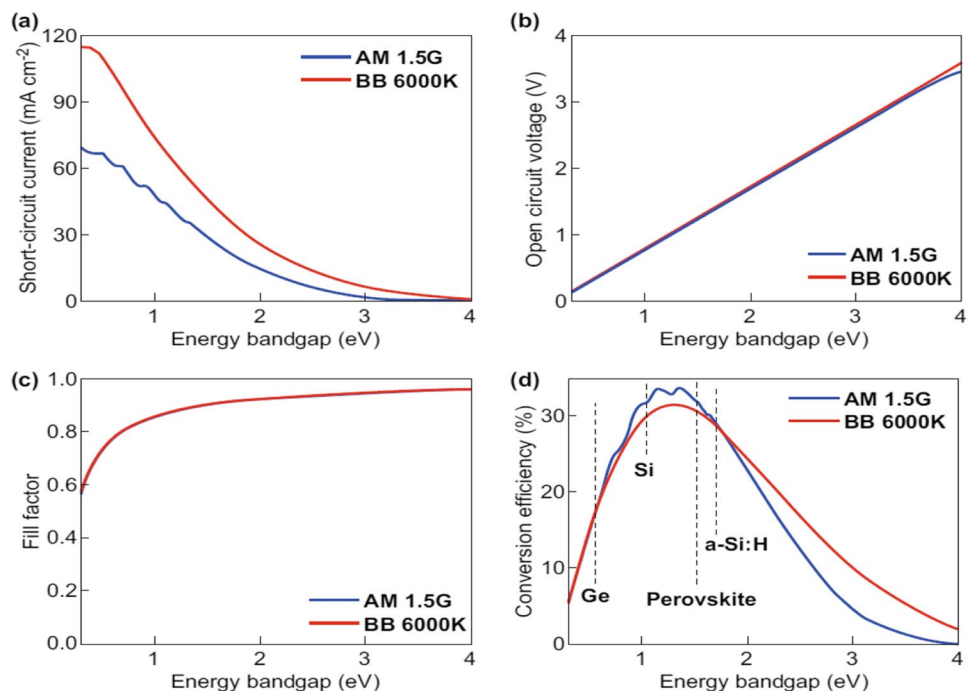 (a)
120
90
60
30
0
Short-circuit current (mA cm-2)
AM 1.5G
BB 6000K
1 2 3 4
Energy bandgap (eV)
(b)
4
3
2
1
0
Open circuit voltage (V)
AM 1.5G
BB 6000K
1 2 3 4
Energy bandgap (eV)
(c)
1.0
0.8
0.6
0.4
0.2
0.0
Fill factor
AM 1.5G
BB 6000K
1 2 3 4
Energy bandgap (eV)
(d)
30
20
10
0
Conversion efficiency (%)
AM 1.5G
BB 6000K
Si
a-Si:H
Ge
Perovskite
1 2 3 4
Energy bandgap (eV)